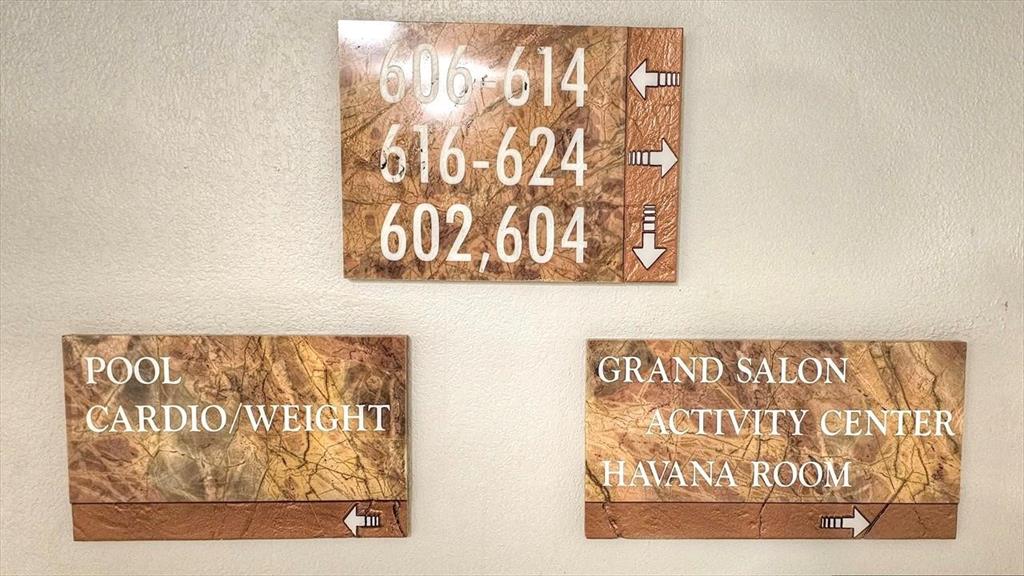 606-614
616-624
602,604
POOL
CARDIO/WEIGHT
GRAND SALON
ACTIVITY CENTER
HAVANA ROOM